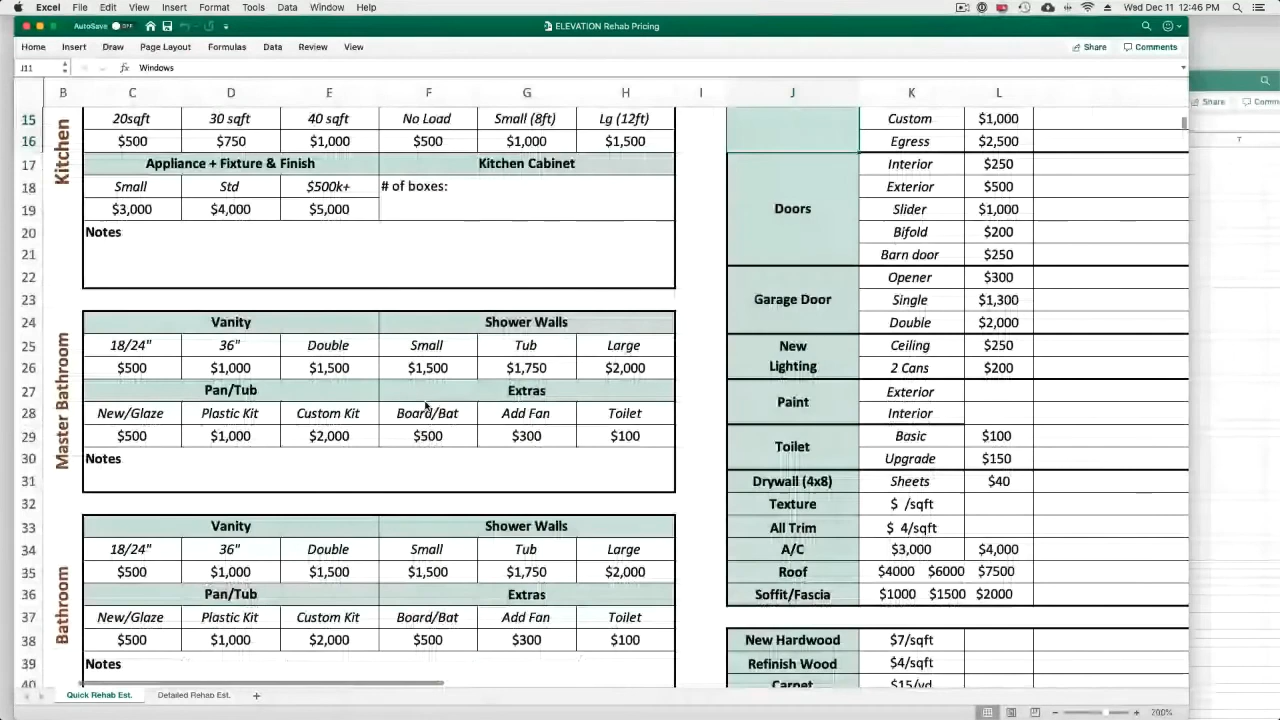 Excel File Edit View Insert Format Tools Data Window Help Wed Dec 11 12:46 PM
AutoSave OFF ELEVATION Rehab Pricing
Home Insert Draw Page Layout Formulas Data Review View Share Comments
J11 fx Windows
B C D E F G H I J K L
15 20sqft 30 sqft 40 sqft No Load Small (8ft) Lg (12ft) Custom $1,000
16 $500 $750 $1,000 $500 $1,000 $1,500 Egress $2,500
Kitchen
17 Appliance + Fixture & Finish Kitchen Cabinet Interior $250
18 Small Std $500k+ # of boxes: Exterior $500
19 $3,000 $4,000 $5,000 Doors Slider $1,000
20 Notes Bifold $200
21 Barn door $250
22 Opener $300
23 Garage Door Single $1,300
24 Vanity Shower Walls Double $2,000
25 18/24" 36" Double Small Tub Large New Ceiling $250
26 $500 $1,000 $1,500 $1,500 $1,750 $2,000 Lighting 2 Cans $200
Master Bathroom
27 Pan/Tub Extras Paint Exterior
28 New/Glaze Plastic Kit Custom Kit Board/Bat Add Fan Toilet Interior
29 $500 $1,000 $2,000 $500 $300 $100 Toilet Basic $100
30 Notes Upgrade $150
31 Drywall (4x8) Sheets $40
32 Texture $ /sqft
33 Vanity Shower Walls All Trim $ 4/sqft
34 18/24" 36" Double Small Tub Large A/C $3,000 $4,000
35 $500 $1,000 $1,500 $1,500 $1,750 $2,000 Roof $4000 $6000 $7500
Bathroom
36 Pan/Tub Extras Soffit/Fascia $1000 $1500 $2000
37 New/Glaze Plastic Kit Custom Kit Board/Bat Add Fan Toilet
38 $500 $1,000 $2,000 $500 $300 $100 New Hardwood $7/sqft
39 Notes Refinish Wood $4/sqft
40 Carpet $15/yd
Quick Rehab Est. Detailed Rehab Est. +
200%
Share
T